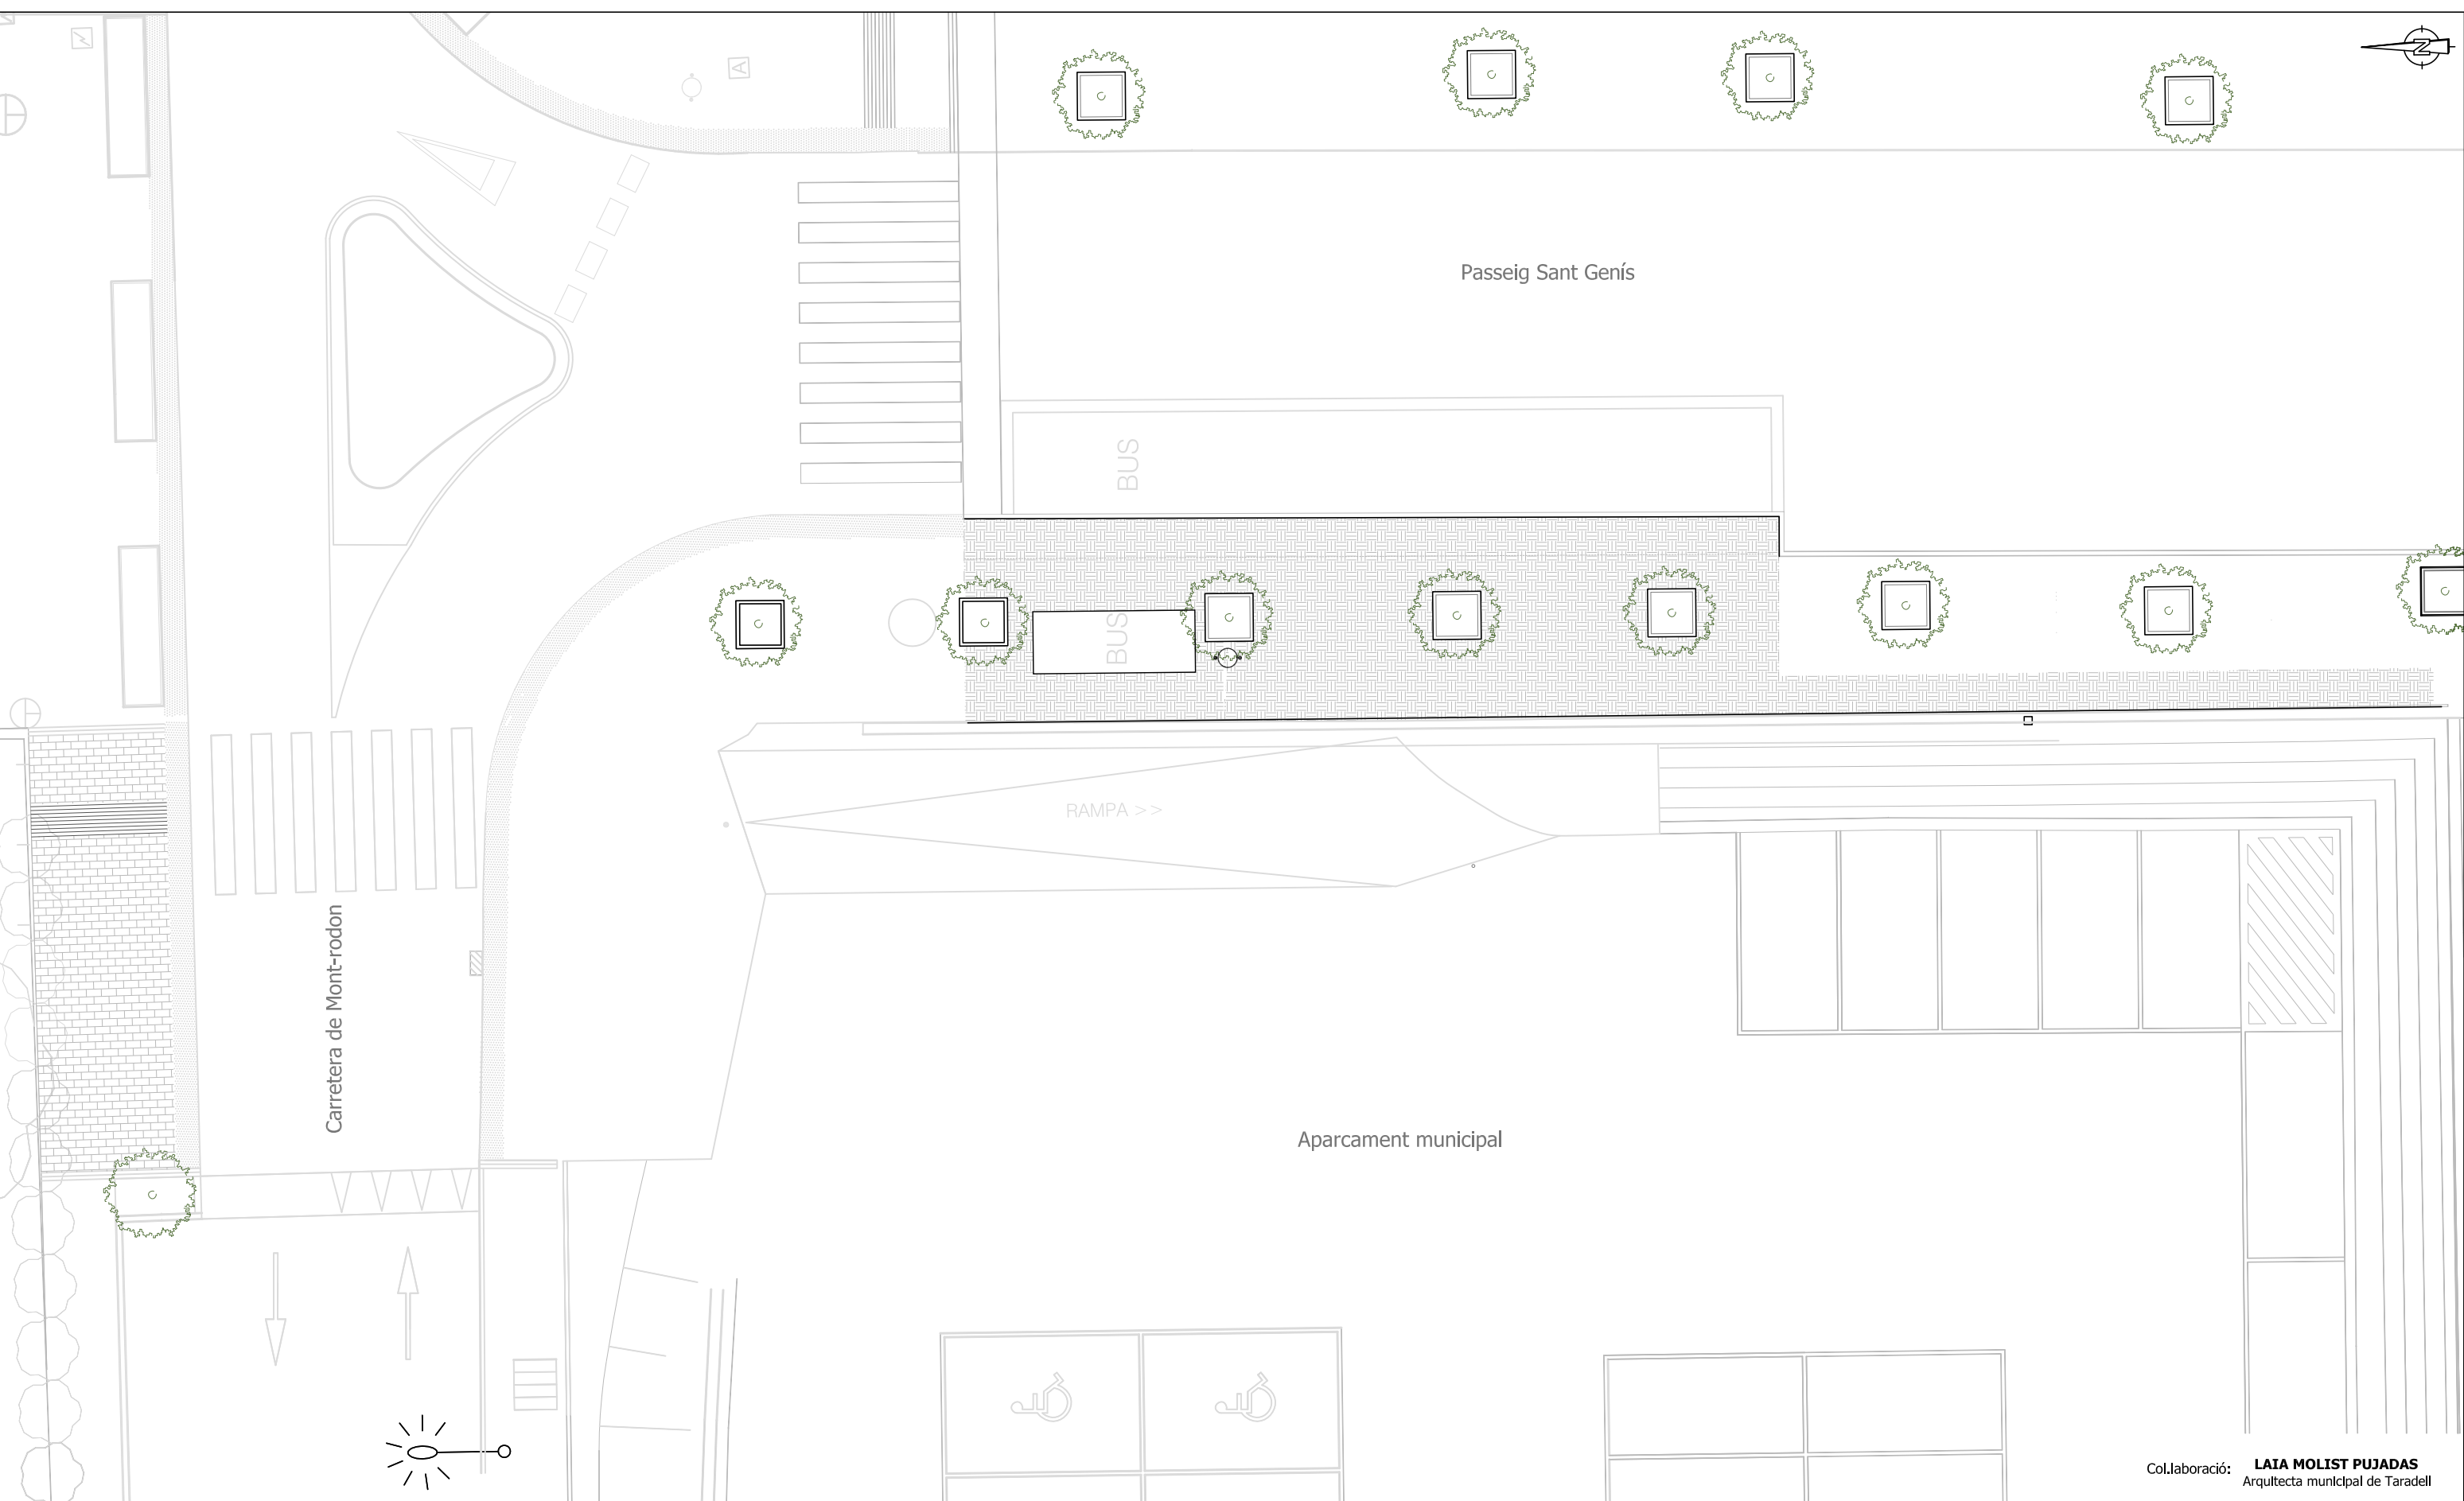 A
N
Passeig Sant Genís
BUS
BUS
RAMPA >>
Carretera de Mont-rodon
Aparcament municipal
Col.laboració: LAIA MOLIST PUJADAS
Arquitecta municipal de Taradell